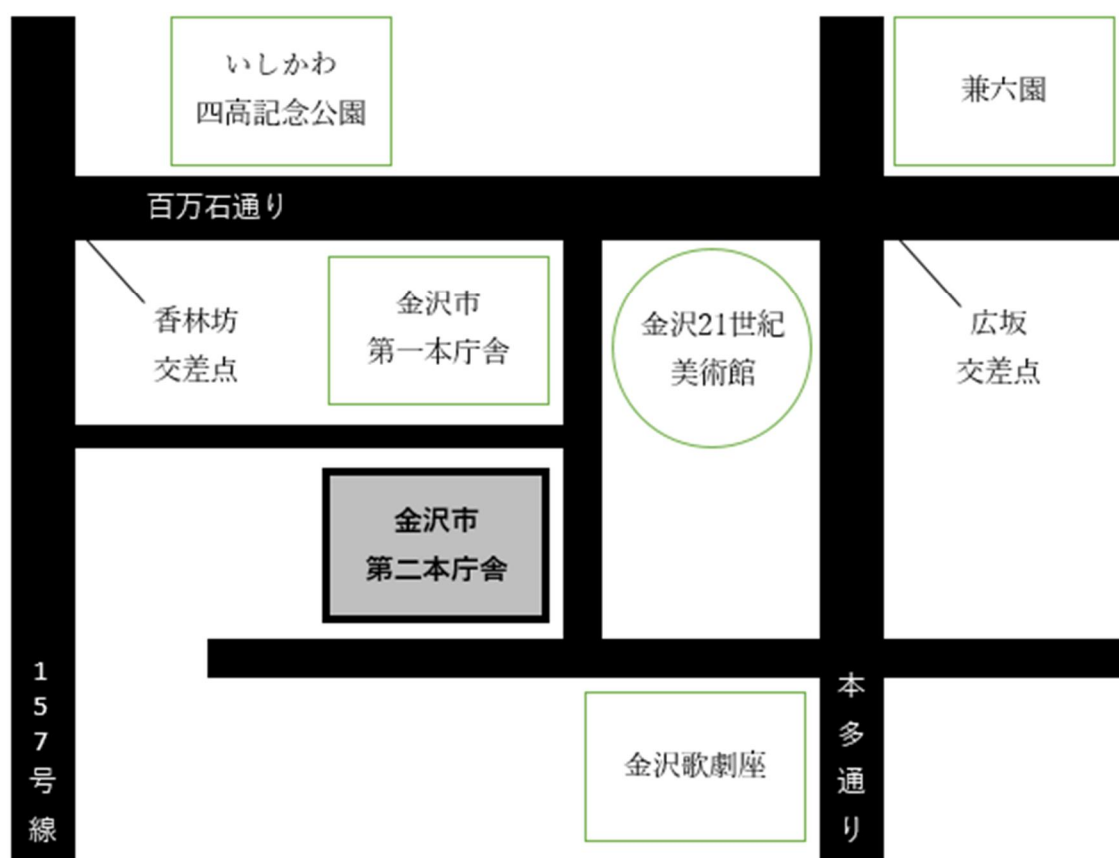 いしかわ
四高記念公園
兼六園
百万石通り
香林坊
交差点
金沢市
第一本庁舎
金沢21世紀
美術館
広坂
交差点
金沢市
第二本庁舎
157号線
本多通り
金沢歌劇座